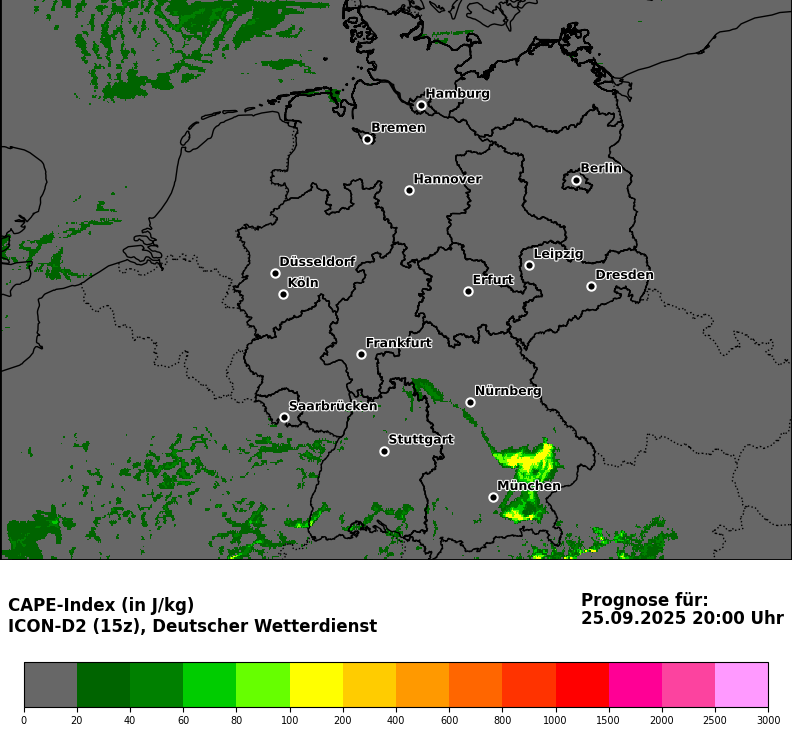 Hamburg
Bremen
Berlin
Hannover
Leipzig
Düsseldorf
Dresden
Köln
Erfurt
Frankfurt
Nürnberg
Saarbrücken
Stuttgart
München
CAPE-Index (in J/kg)
ICON-D2 (15z), Deutscher Wetterdienst
Prognose für:
25.09.2025 20:00 Uhr
0 20 40 60 80 100 200 400 600 800 1000 1500 2000 2500 3000